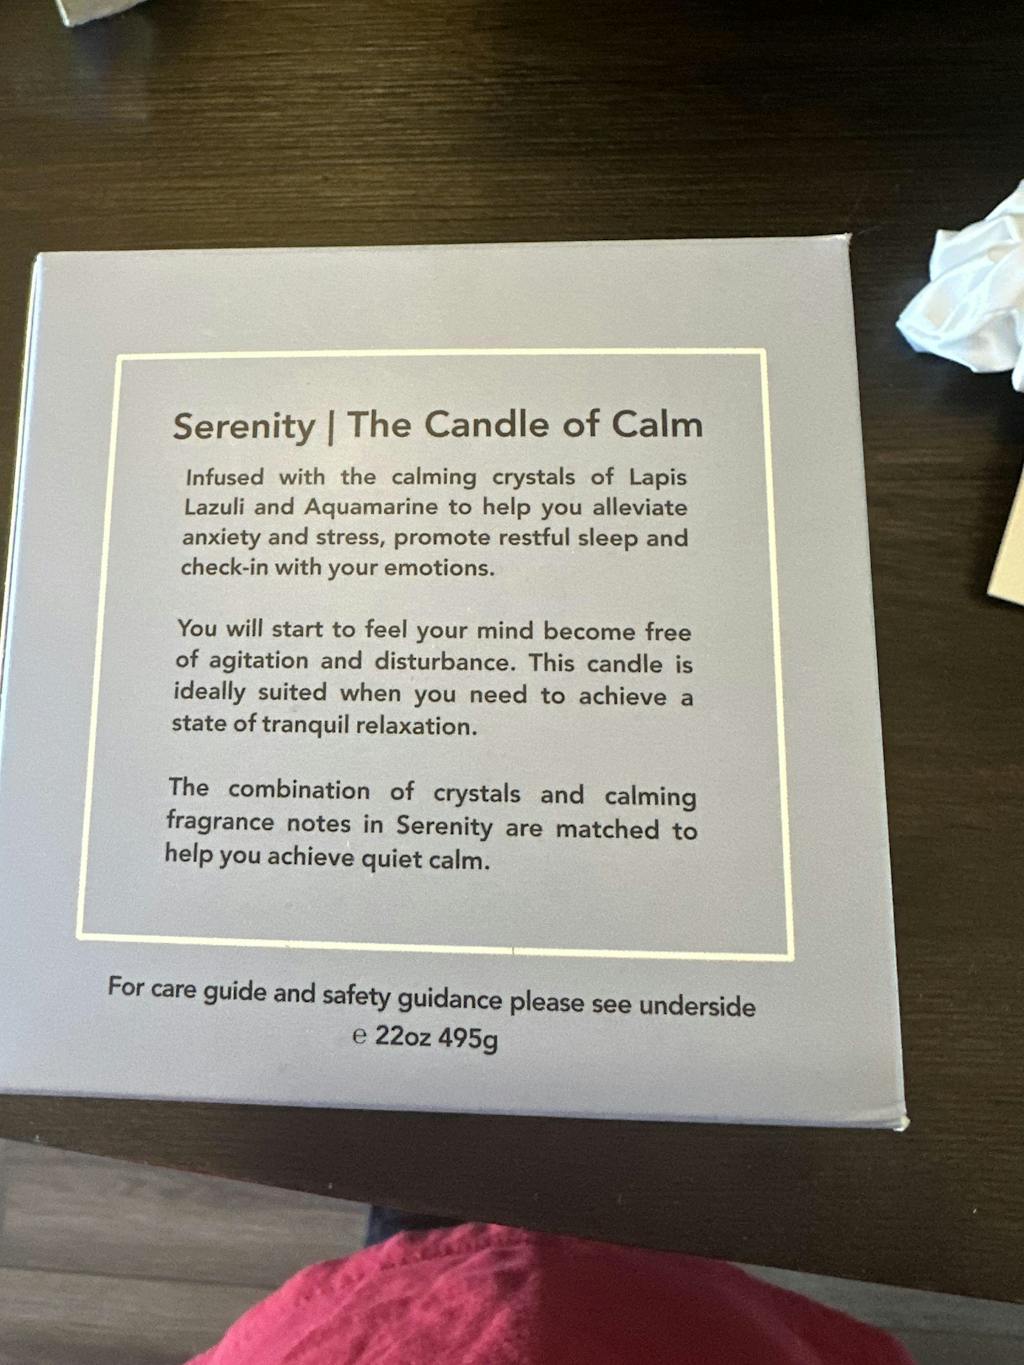 Serenity | The Candle of Calm
Infused with the calming crystals of Lapis
Lazuli and Aquamarine to help you alleviate
anxiety and stress, promote restful sleep and
check-in with your emotions.
You will start to feel your mind become free
of agitation and disturbance. This candle is
ideally suited when you need to achieve a
state of tranquil relaxation.
The combination of crystals and calming
fragrance notes in Serenity are matched to
help you achieve quiet calm.
For care guide and safety guidance please see underside
℮ 22oz 495g